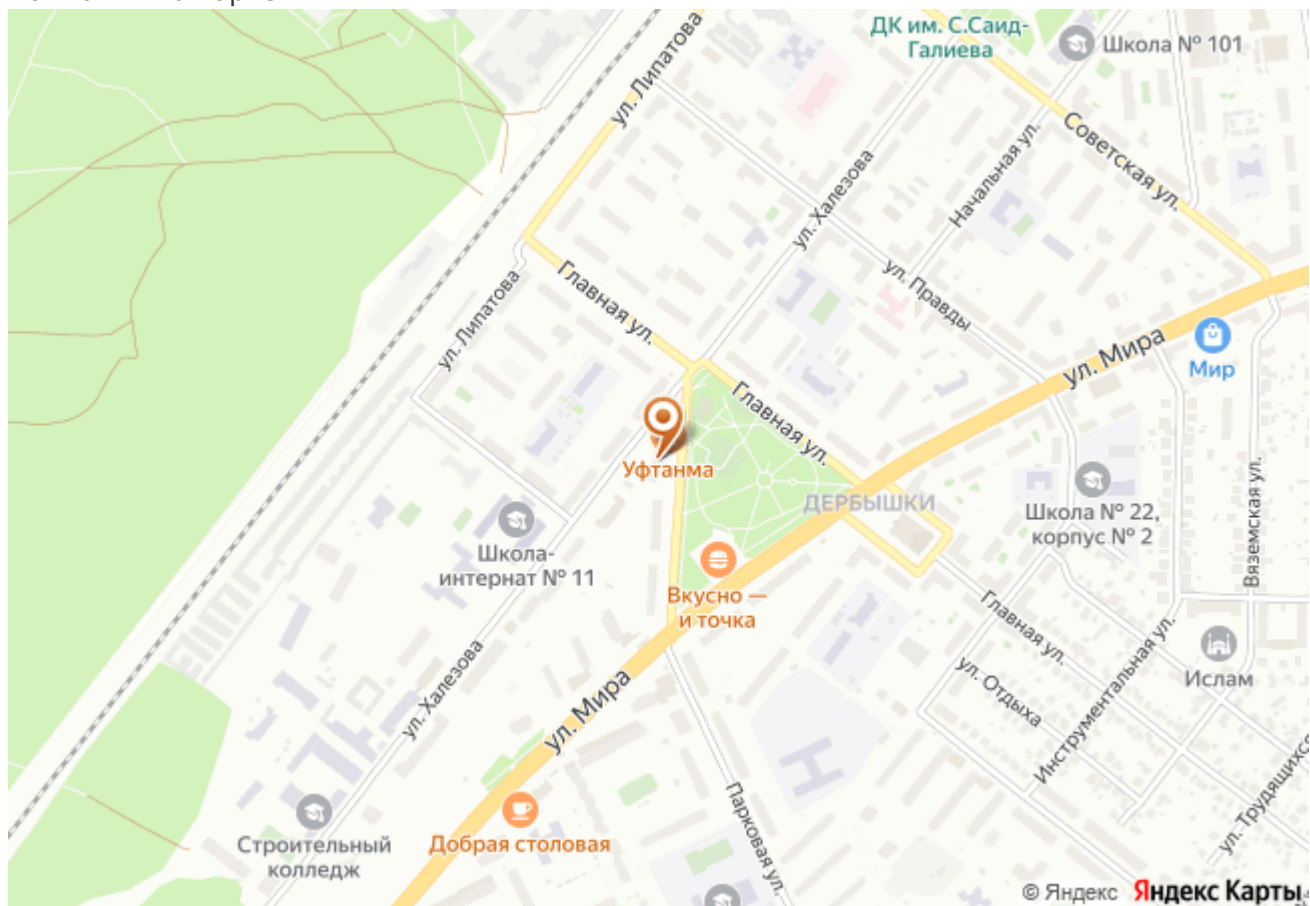 ДК им. С.Саид-
Галиева
Школа № 101
ул. Липатова
Советская ул.
Начальная ул.
ул. Халезова
ул. Правды
Главная ул.
ул. Липатова
ул. Мира
Мир
Главная ул.
Уфтанма
ДЕРБЫШКИ
Школа № 22,
корпус № 2
Вяземская ул.
Школа-
интернат № 11
Вкусно —
и точка
Главная ул.
Инструментальная ул.
Ислам
ул. Халезова
ул. Отдыха
ул. Мира
Парковая ул.
ул. Трудящихся
Строительный
колледж
Добрая столовая
© Яндекс Яндекс Карты